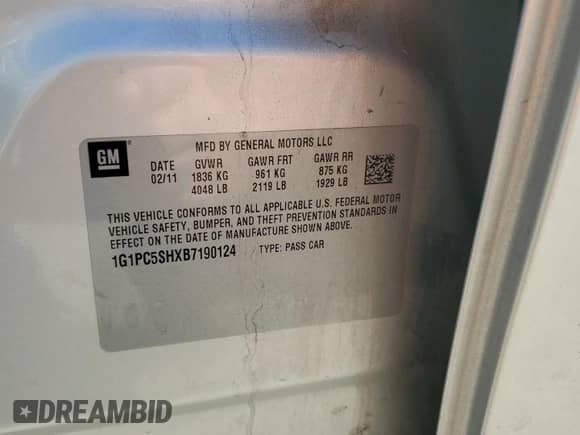 MFD BY GENERAL MOTORS LLC
GM DATE GVWR GAWR FRT GAWR RR
02/11 1836 KG 961 KG 875 KG
4048 LB 2119 LB 1929 LB
THIS VEHICLE CONFORMS TO ALL APPLICABLE U.S. FEDERAL MOTOR
VEHICLE SAFETY, BUMPER, AND THEFT PREVENTION STANDARDS IN
EFFECT ON THE DATE OF MANUFACTURE SHOWN ABOVE.
1G1PC5SHXB7190124 TYPE: PASS CAR
DREAMBID